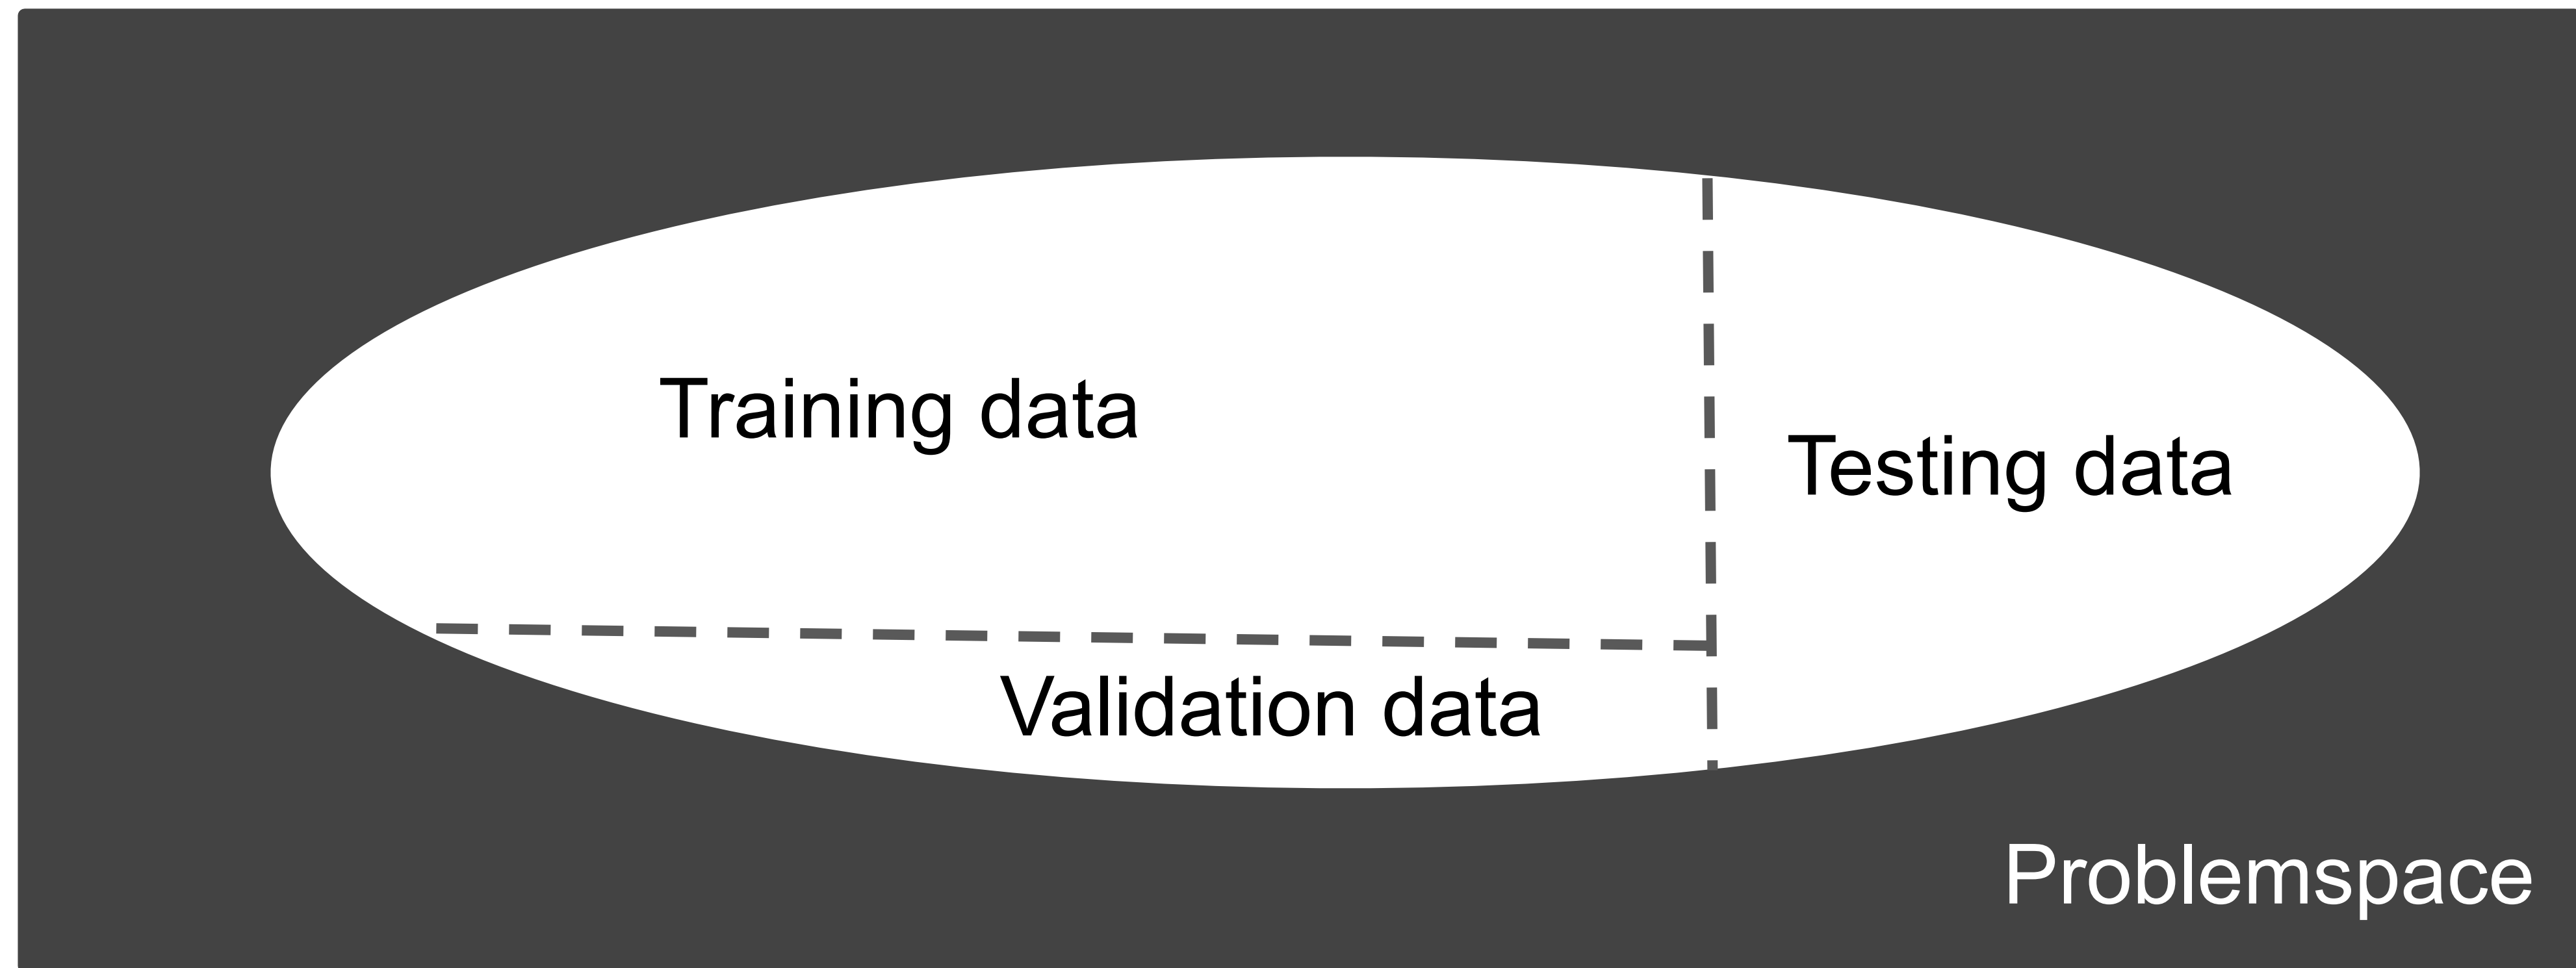 Training data
Testing data
Validation data
Problemspace